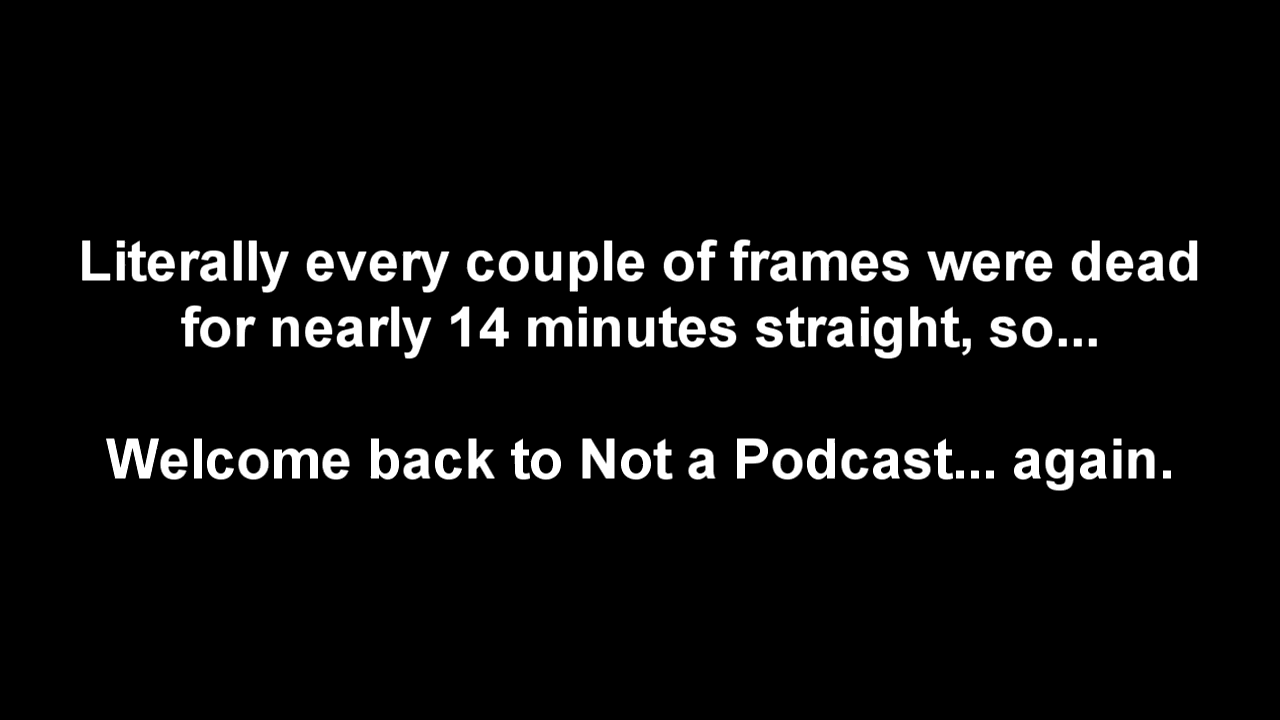 Literally every couple of frames were dead
for nearly 14 minutes straight, so...
Welcome back to Not a Podcast... again.